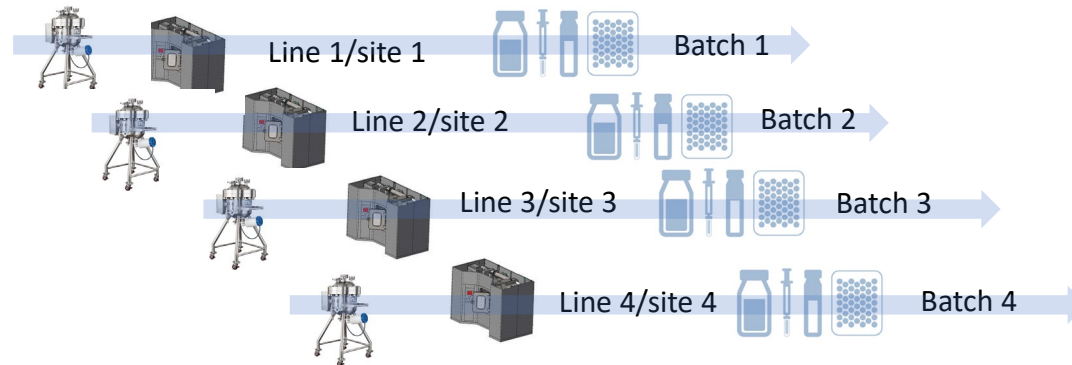 Line 1/site 1 Batch 1
Line 2/site 2 Batch 2
Line 3/site 3 Batch 3
Line 4/site 4 Batch 4